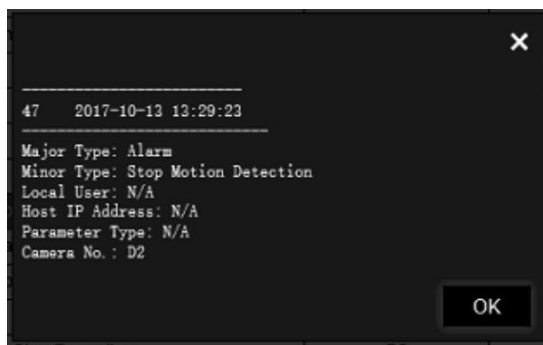 47 2017-10-13 13:29:23
Major Type: Alarm
Minor Type: Stop Motion Detection
Local User: N/A
Host IP Address: N/A
Parameter Type: N/A
Camera No.: D2
OK